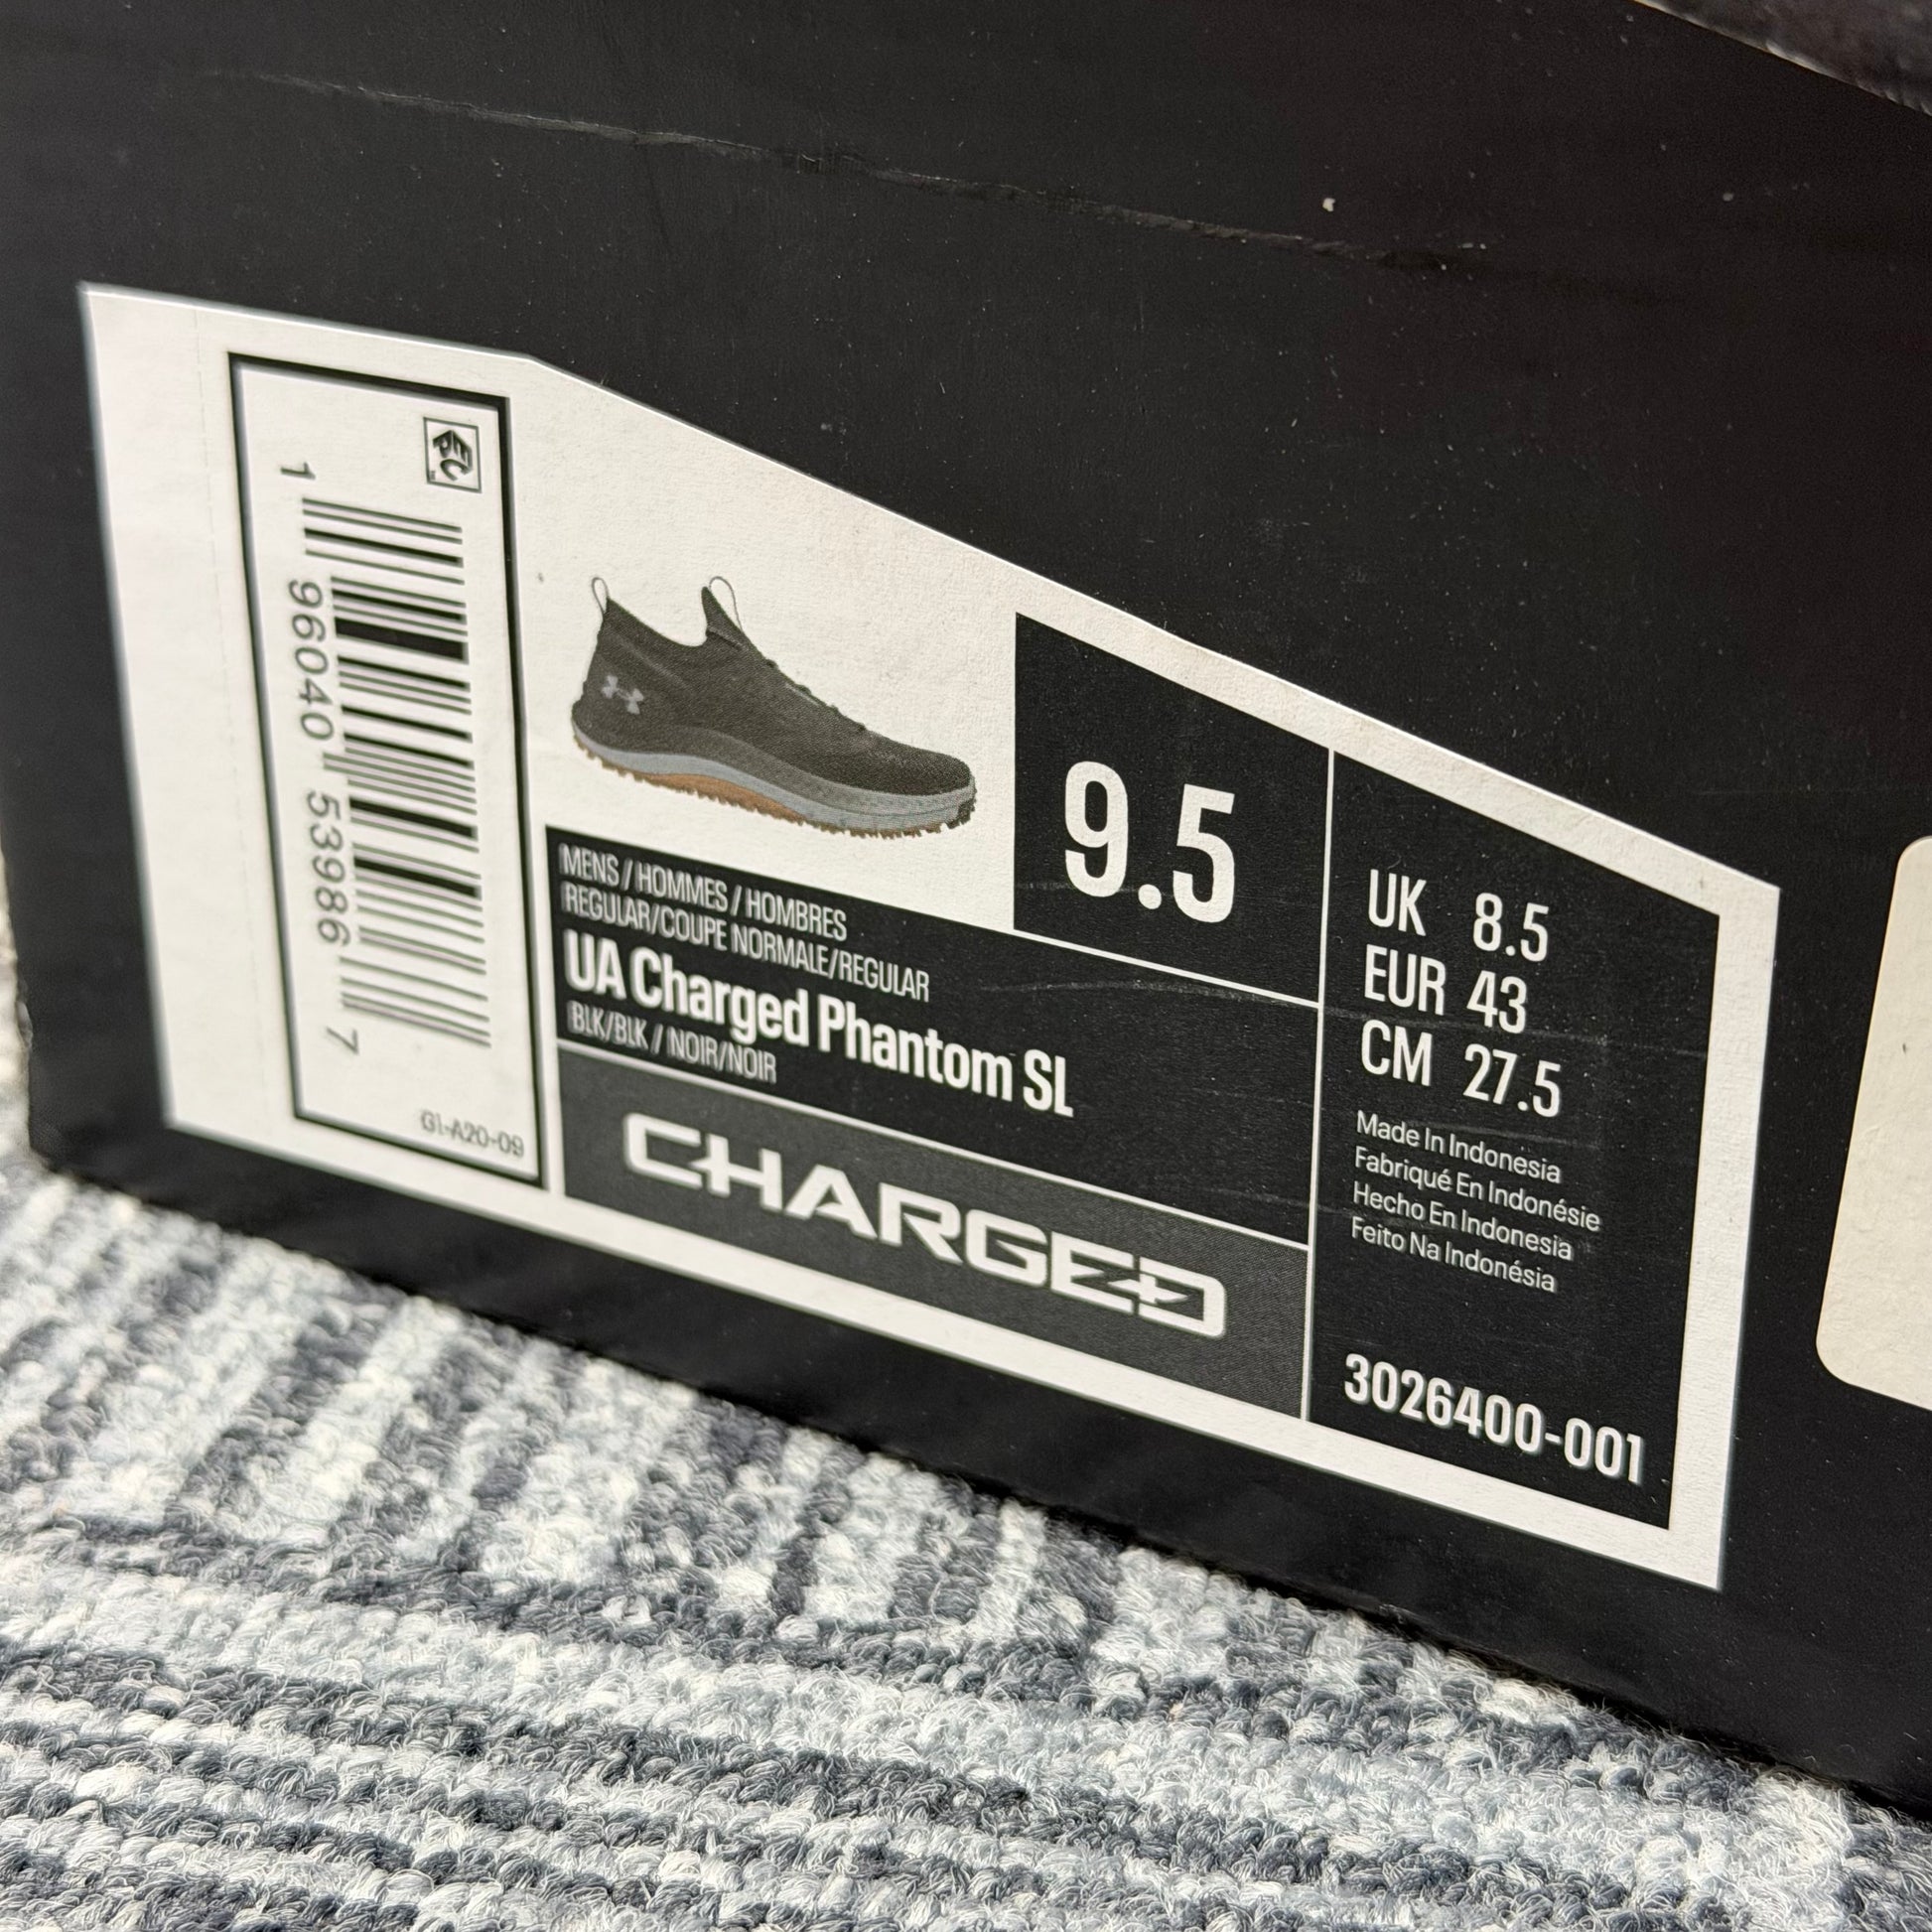 EPC
1 96040 53986 7
GI-A20-09
9.5
MENS / HOMMES / HOMBRES
REGULAR/COUPE NORMALE/REGULAR
UA Charged Phantom SL
BLK/BLK / NOIR/NOIR
CHARGED
UK 8.5
EUR 43
CM 27.5
Made In Indonesia
Fabriqué En Indonésie
Hecho En Indonesia
Feito Na Indonésia
3026400-001